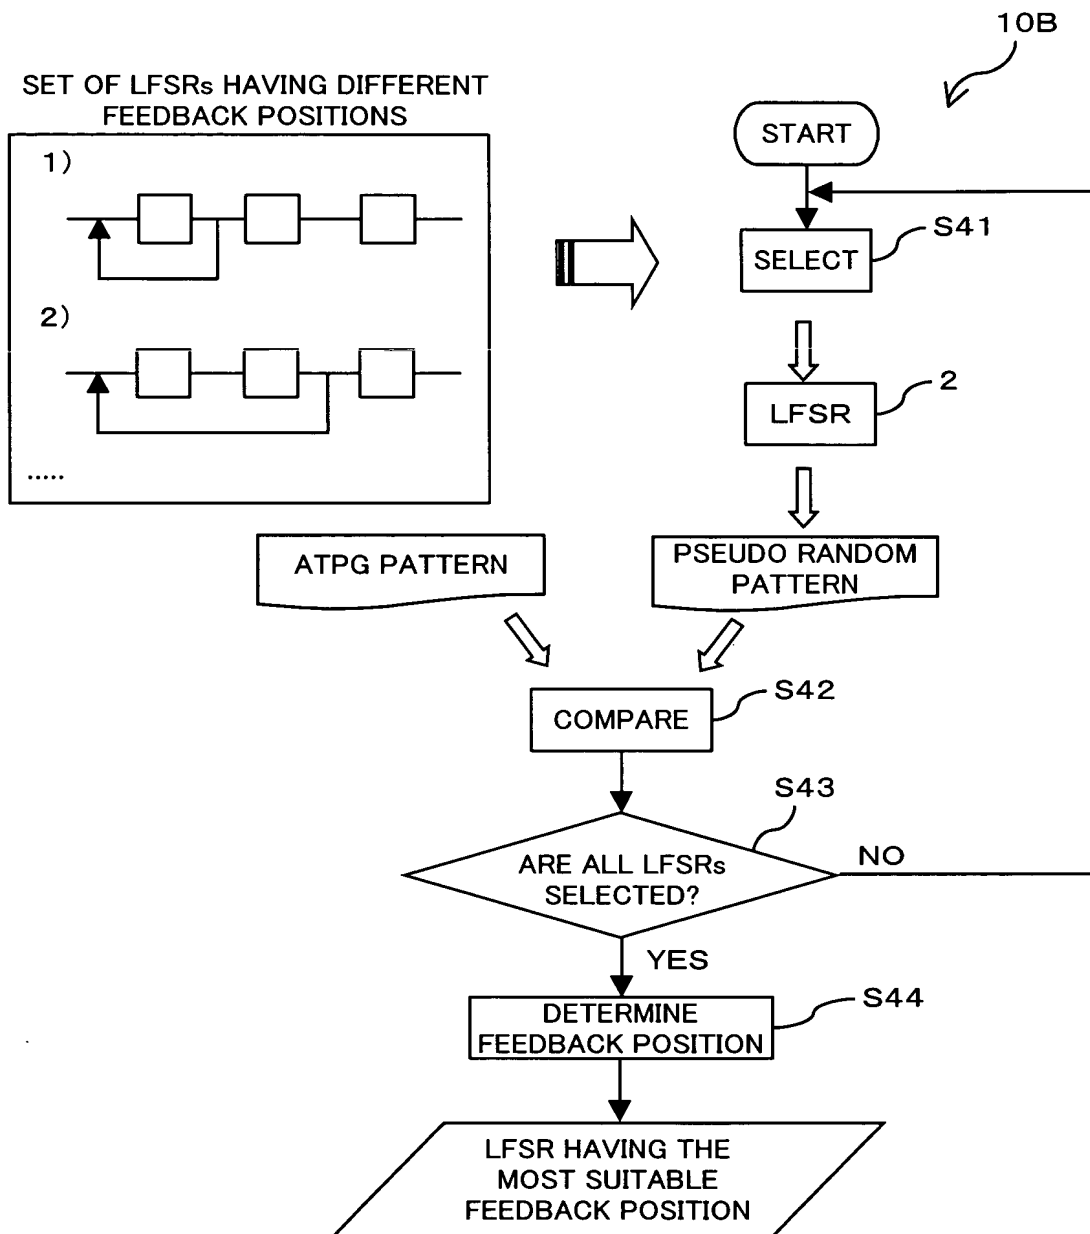 10B
SET OF LFSRs HAVING DIFFERENT
FEEDBACK POSITIONS
START
1)
S41
SELECT
2)
2
LFSR
.....
ATPG PATTERN
PSEUDO RANDOM
PATTERN
S42
COMPARE
S43
ARE ALL LFSRs
SELECTED?
NO
YES
S44
DETERMINE
FEEDBACK POSITION
LFSR HAVING THE
MOST SUITABLE
FEEDBACK POSITION